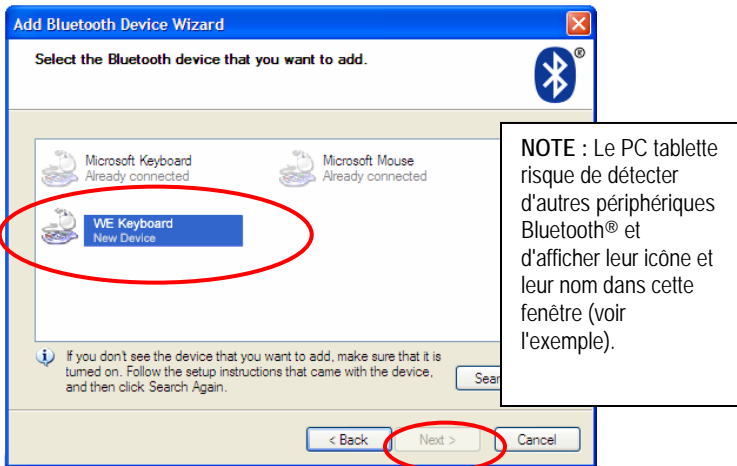 Add Bluetooth Device Wizard
Select the Bluetooth device that you want to add.
®
Microsoft Keyboard
Already connected
Microsoft Mouse
Already connected
WE Keyboard
New Device
NOTE : Le PC tablette
risque de détecter
d'autres périphériques
Bluetooth® et
d'afficher leur icône et
leur nom dans cette
fenêtre (voir
l'exemple).
If you don't see the device that you want to add, make sure that it is
turned on. Follow the setup instructions that came with the device,
and then click Search Again.
Sear
< Back
Next >
Cancel